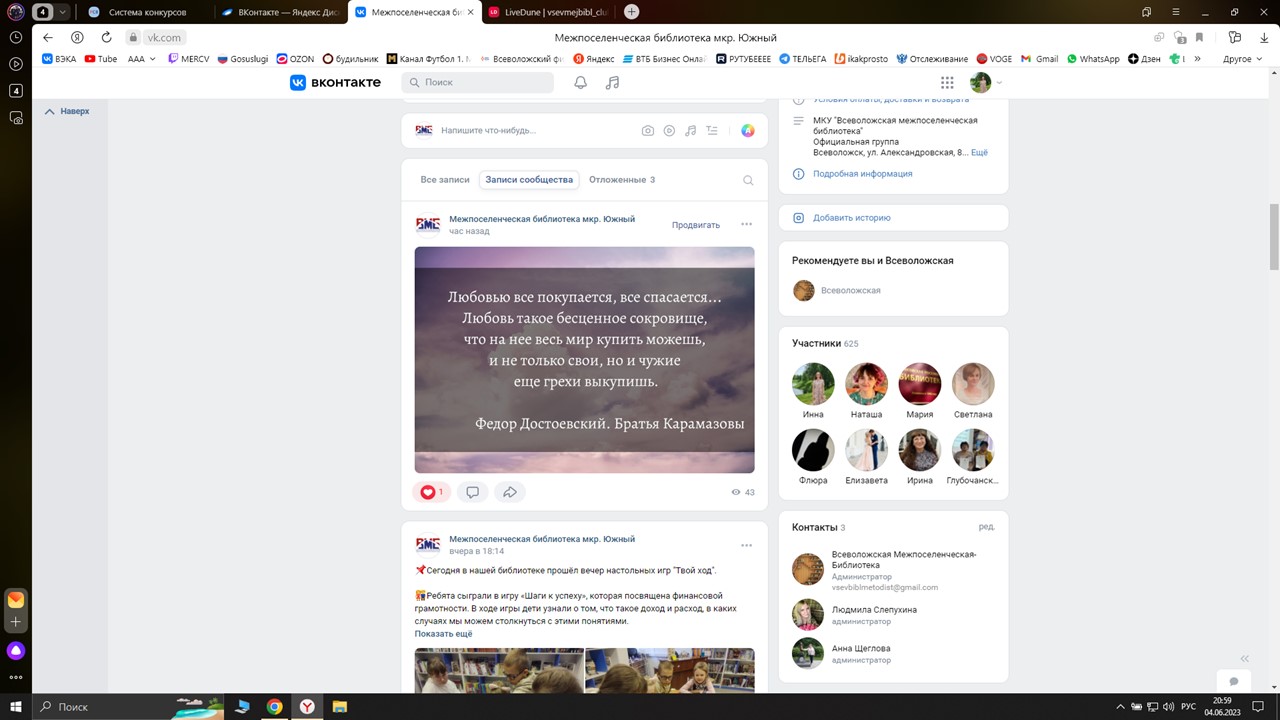 4
Система конкурсов
ВКонтакте — Яндекс Дис
Межпоселенческая би
LiveDune | vsevmejbibl_clu
vk.com
Межпоселенческая библиотека мкр. Южный
3
ВЭКА
Tube
ААА
MERCV
Gosuslugi
OZON
будильник
Канал Футбол 1.
Всеволожский фи
Яндекс
ВТБ Бизнес Онла
РУТУБЕЕЕЕ
ТЕЛЬЕГА
ikakprosto
Отслеживание
VOGE
Gmail
WhatsApp
Дзен
Другое
вконтакте
Поиск
4
Наверх
Напишите что-нибудь...
Все записи
Записи сообщества
Отложенные 3
Межпоселенческая библиотека мкр. Южный
час назад
Продвигать
Любовью все покупается, все спасается...
Любовь такое бесценное сокровище,
что на нее весь мир купить можешь,
и не только свои, но и чужие
еще грехи выкупишь.
Федор Достоевский. Братья Карамазовы
1
43
Межпоселенческая библиотека мкр. Южный
вчера в 18:14
📌Сегодня в нашей библиотеке прошёл вечер настольных игр "Твой ход".
Ребята сыграли в игру «Шаги к успеху», которая посвящена финансовой
грамотности. В ходе игры дети узнали о том, что такое доход и расход, в каких
случаях мы можем столкнуться с этими понятиями.
Показать ещё
Условия оплаты, доставки и возврата
МКУ "Всеволожская межпоселенческая
библиотека"
Официальная группа
Всеволожск, ул. Александровская, 8... Ещё
Подробная информация
Добавить историю
Рекомендуете вы и Всеволожская
Всеволожская
Участники 625
БИБЛИОТЕК
Инна
Наташа
Мария
Светлана
Флюра
Елизавета
Ирина
Глубочанск...
Контакты 3
ред.
Всеволожская Межпоселенческая-
Библиотека
Администратор
vsevbiblmetodist@gmail.com
Людмила Слепухина
администратор
Анна Щеглова
администратор
Поиск
РУС
20:59
04.06.2023